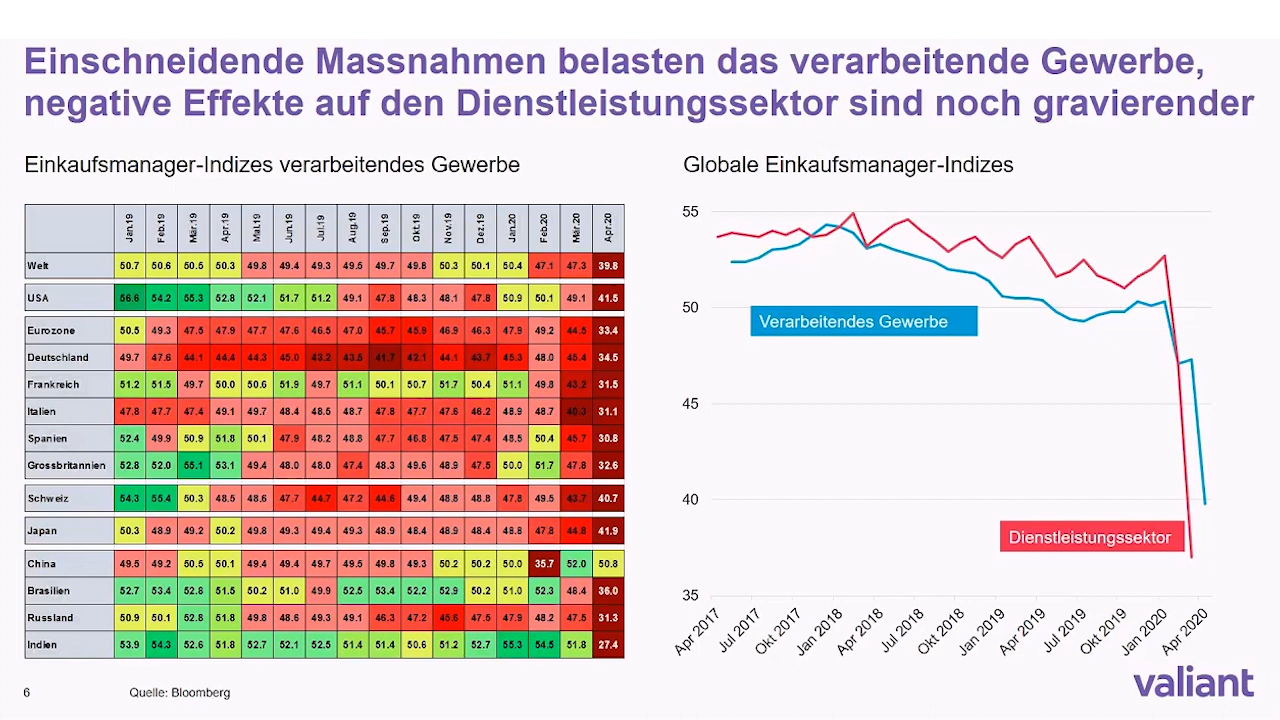 Einschneidende Massnahmen belasten das verarbeitende Gewerbe,
negative Effekte auf den Dienstleistungssektor sind noch gravierender
Einkaufsmanager-Indizes verarbeitendes Gewerbe
Jan.19 Feb.19 Mär.19 Apr.19 Mai.19 Jun.19 Jul.19 Aug.19 Sep.19 Okt.19 Nov.19 Dez.19 Jan.20 Feb.20 Mär.20 Apr.20
Welt 50.7 50.6 50.5 50.3 49.8 49.4 49.3 49.5 49.7 49.8 50.3 50.1 50.4 47.1 47.3 39.8
USA 56.6 54.2 55.3 52.8 52.1 51.7 51.2 49.1 47.8 48.3 48.1 47.8 50.9 50.1 49.1 41.5
Eurozone 50.5 49.3 47.5 47.9 47.7 47.6 46.5 47.0 45.7 45.9 46.9 46.3 47.9 49.2 44.5 33.4
Deutschland 49.7 47.6 44.1 44.4 44.3 45.0 43.2 43.5 41.7 42.1 44.1 43.7 45.3 48.0 45.4 34.5
Frankreich 51.2 51.5 49.7 50.0 50.6 51.9 49.7 51.1 50.1 50.7 51.7 50.4 51.1 49.8 43.2 31.5
Italien 47.8 47.7 47.4 49.1 49.7 48.4 48.5 48.7 47.8 47.7 47.6 46.2 48.9 48.7 40.3 31.1
Spanien 52.4 49.9 50.9 51.8 50.1 47.9 48.2 48.8 47.7 46.8 47.5 47.4 48.5 50.4 45.7 30.8
Grossbritannien 52.8 52.0 55.1 53.1 49.4 48.0 48.0 47.4 48.3 49.6 48.9 47.5 50.0 51.7 47.8 32.6
Schweiz 54.3 55.4 50.3 48.5 48.6 47.7 44.7 47.2 44.6 49.4 48.8 48.8 47.8 49.5 43.7 40.7
Japan 50.3 48.9 49.2 50.2 49.8 49.3 49.4 49.3 48.9 48.4 48.9 48.4 48.8 47.8 44.8 41.9
China 49.5 49.2 50.5 50.1 49.4 49.4 49.7 49.5 49.8 49.3 50.2 50.2 50.0 35.7 52.0 50.8
Brasilien 52.7 53.4 52.8 51.5 50.2 51.0 49.9 52.5 53.4 52.2 52.9 50.2 51.0 52.3 48.4 36.0
Russland 50.9 50.1 52.8 51.8 49.8 48.6 49.3 49.1 46.3 47.2 45.6 47.5 47.9 48.2 47.5 31.3
Indien 53.9 54.3 52.6 51.8 52.7 52.1 52.5 51.4 51.4 50.6 51.2 52.7 55.3 54.5 51.8 27.4
Globale Einkaufsmanager-Indizes
55
50
45
40
35
Verarbeitendes Gewerbe
Dienstleistungssektor
Apr 2017 Jul 2017 Okt 2017 Jan 2018 Apr 2018 Jul 2018 Okt 2018 Jan 2019 Apr 2019 Jul 2019 Okt 2019 Jan 2020 Apr 2020
6
Quelle: Bloomberg
valiant